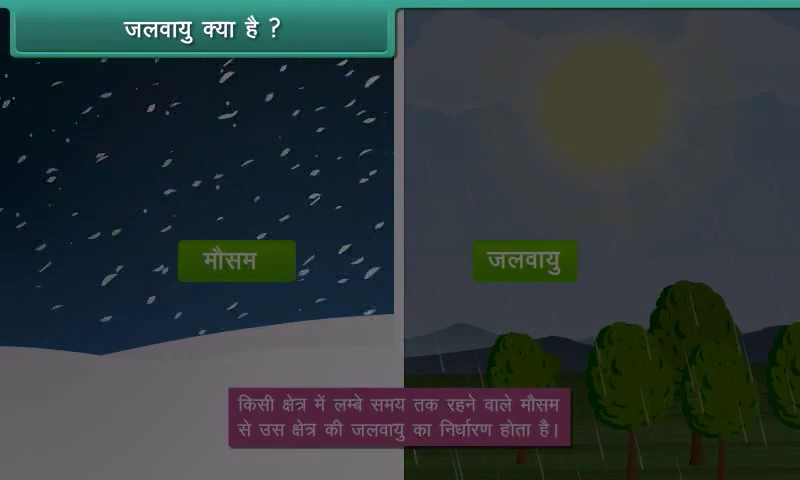 जलवायु क्या है ?
मौसम
जलवायु
किसी क्षेत्र में लम्बे समय तक रहने वाले मौसम
से उस क्षेत्र की जलवायु का निर्धारण होता है।